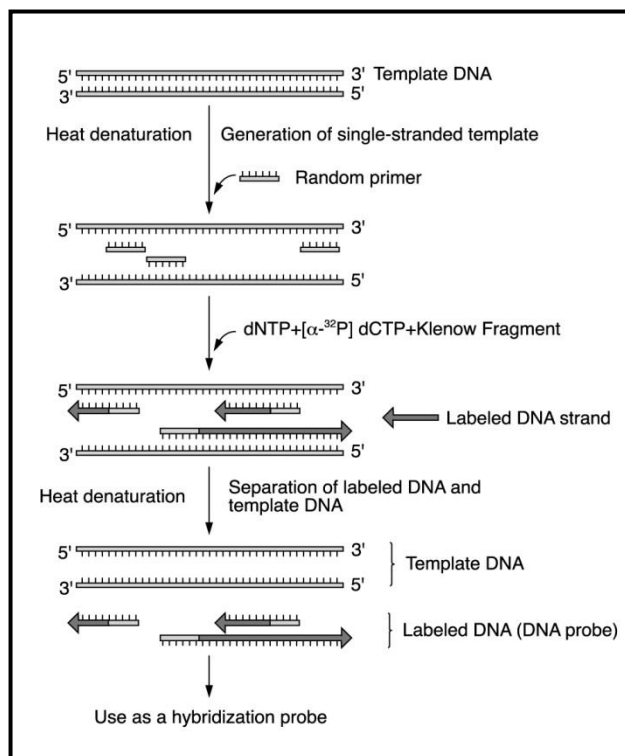 5' 3' Template DNA
3' 5'
Heat denaturation Generation of single-stranded template
Random primer
5' 3'
3' 5'
dNTP+[α-³²P] dCTP+Klenow Fragment
5' 3'
Labeled DNA strand
3' 5'
Heat denaturation Separation of labeled DNA and
template DNA
5' 3'
Template DNA
3' 5'
Labeled DNA (DNA probe)
Use as a hybridization probe